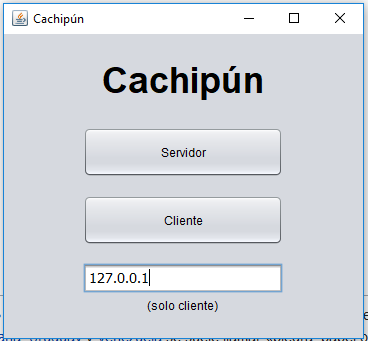 Cachipún
Cachipún
Servidor
Cliente
127.0.0.1
(solo cliente)